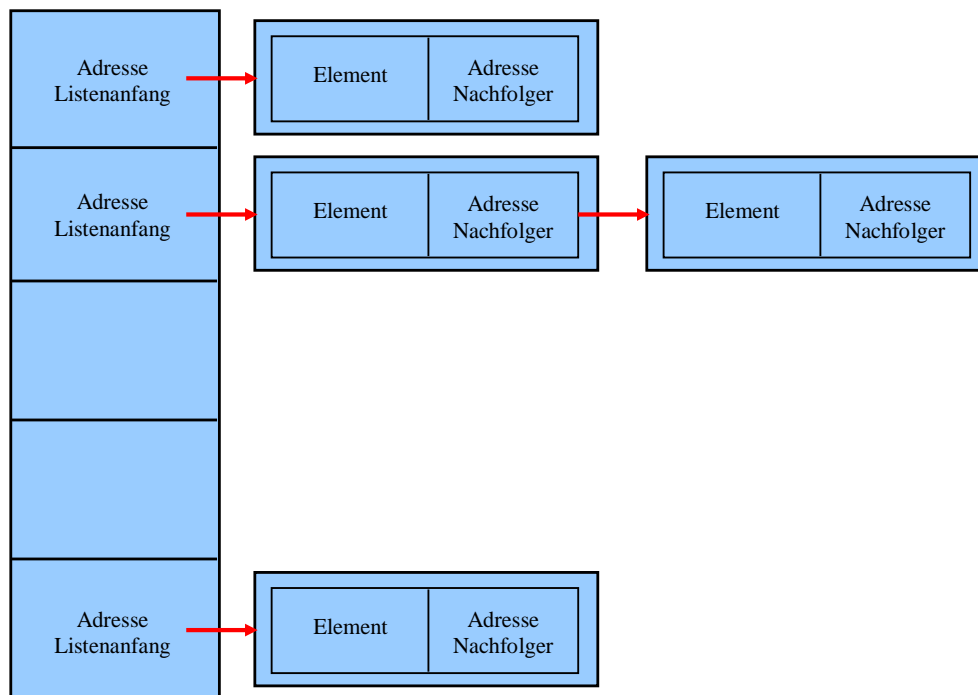 Adresse
Listenanfang
Element
Adresse
Nachfolger
Adresse
Listenanfang
Element
Adresse
Nachfolger
Element
Adresse
Nachfolger
Adresse
Listenanfang
Element
Adresse
Nachfolger